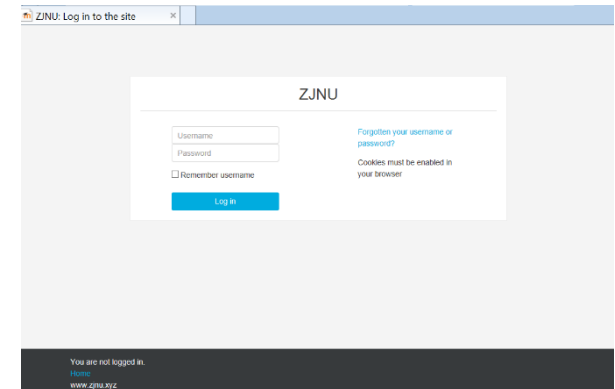 ZJNU: Log in to the site
ZJNU
Username
Password
Remember username
Log in
Forgotten your username or
password?
Cookies must be enabled in
your browser
You are not logged in.
Home
www.zjnu.xyz